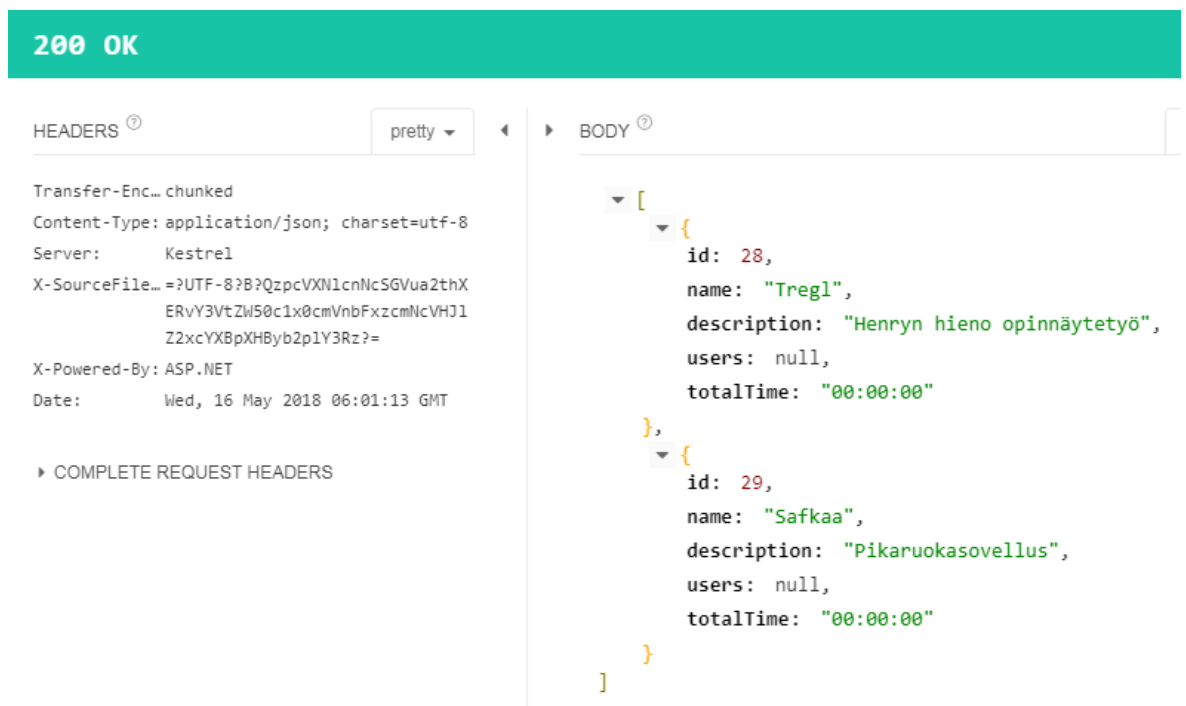 200 OK
HEADERS ?
pretty
BODY ?
Transfer-Enc… chunked
Content-Type: application/json; charset=utf-8
Server: Kestrel
X-SourceFile… =?UTF-8?B?QzpcVXNlcnNcSGVua2thX
ERvY3VtZW50c1x0cmVnbFxzcmNcVHJl
Z2xcYXBpXHByb2plY3Rz?=
X-Powered-By: ASP.NET
Date: Wed, 16 May 2018 06:01:13 GMT
COMPLETE REQUEST HEADERS
[
{
id: 28,
name: "Tregl",
description: "Henryn hieno opinnäytetyö",
users: null,
totalTime: "00:00:00"
},
{
id: 29,
name: "Safkaa",
description: "Pikaruokasovellus",
users: null,
totalTime: "00:00:00"
}
]